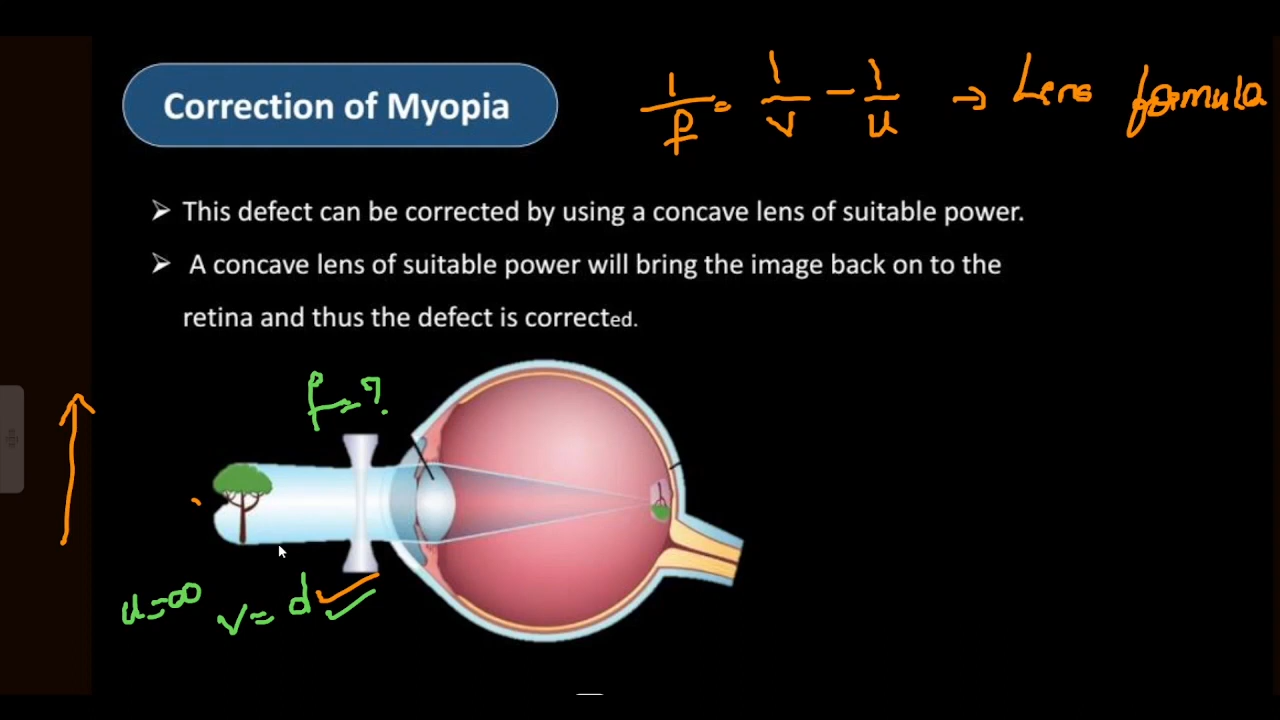 Correction of Myopia
1/f = 1/v - 1/u → Lens formula
➢ This defect can be corrected by using a concave lens of suitable power.
➢ A concave lens of suitable power will bring the image back on to the
retina and thus the defect is corrected.
f = ?
u = ∞ v = d ✓✓